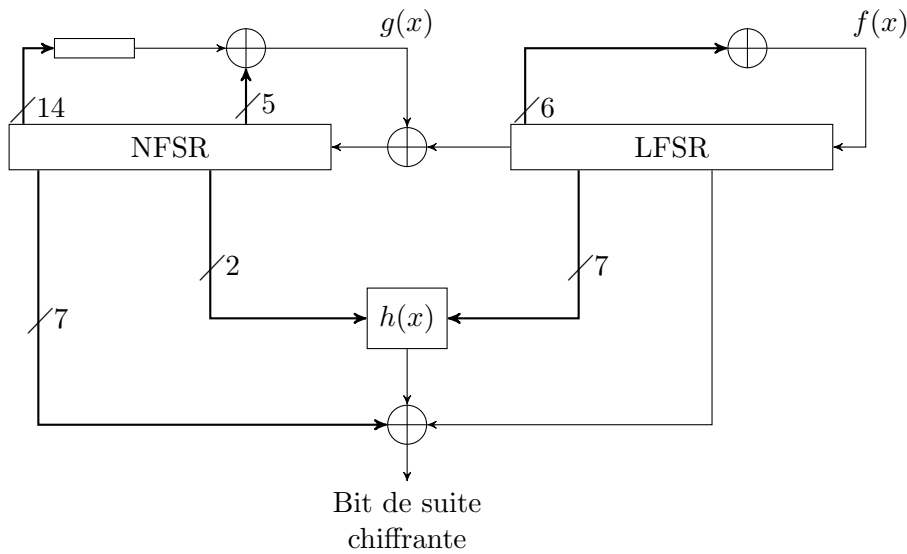 g(x)
f(x)
14
5
6
NFSR
LFSR
2
7
7
h(x)
Bit de suite
chiffrante